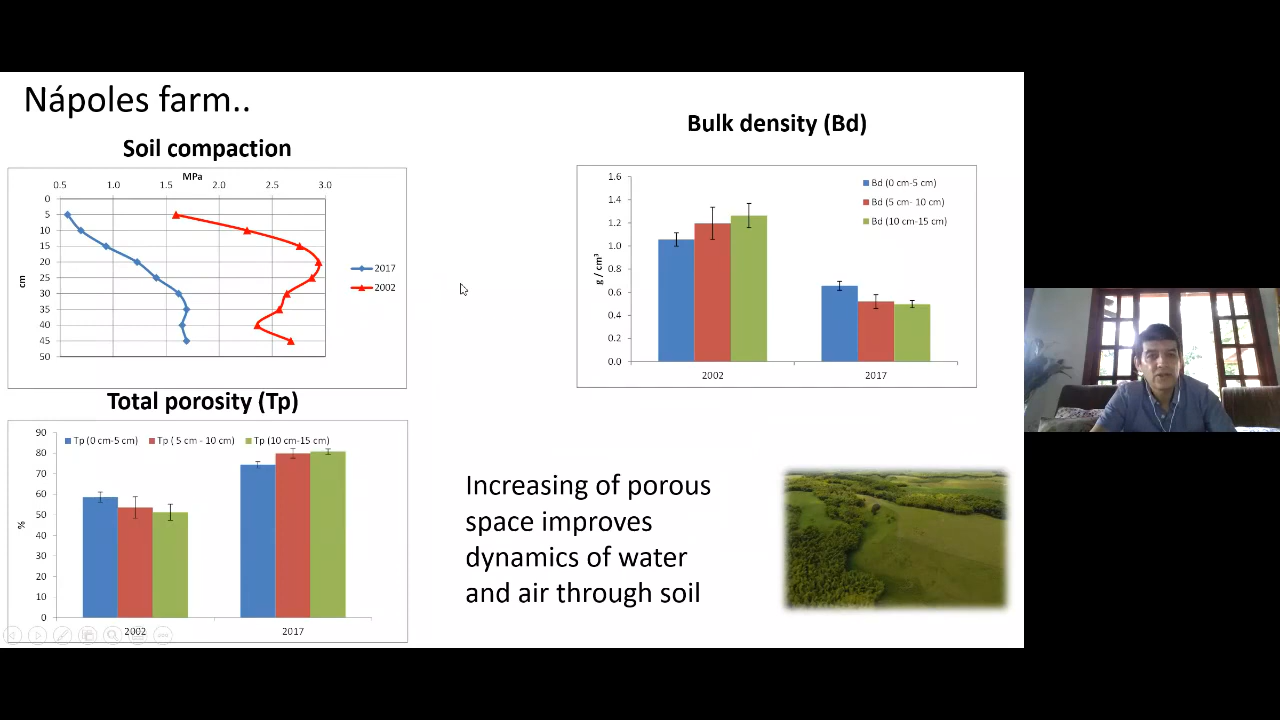 Nápoles farm..
Soil compaction
MPa
0.5 1.0 1.5 2.0 2.5 3.0
0
5
10
15
20
25
30
35
40
45
50
cm
2017
2002
Bulk density (Bd)
1.6
1.4
1.2
1.0
0.8
0.6
0.4
0.2
0.0
g / cm³
Bd (0 cm-5 cm)
Bd (5 cm- 10 cm)
Bd (10 cm-15 cm)
2002 2017
Total porosity (Tp)
90
80
70
60
50
40
30
20
10
0
%
Tp (0 cm-5 cm) Tp ( 5 cm - 10 cm) Tp (10 cm-15 cm)
2002 2017
Increasing of porous
space improves
dynamics of water
and air through soil